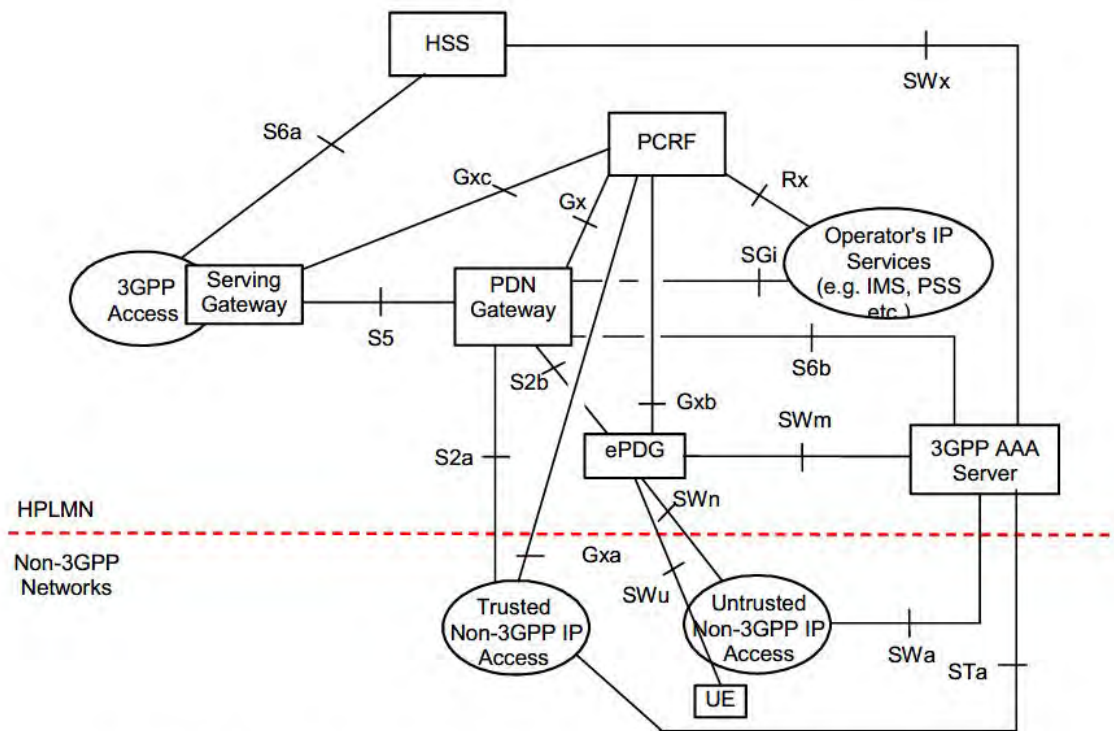 HSS
SWx
S6a
PCRF
Gxc
Gx
Rx
Operator's IP
Services
(e.g. IMS, PSS
etc.)
SGi
3GPP
Access
Serving
Gateway
PDN
Gateway
S5
S6b
S2b
Gxb
SWm
ePDG
3GPP AAA
Server
S2a
SWn
HPLMN
Non-3GPP
Networks
Gxa
SWu
Trusted
Non-3GPP IP
Access
Untrusted
Non-3GPP IP
Access
SWa
STa
UE